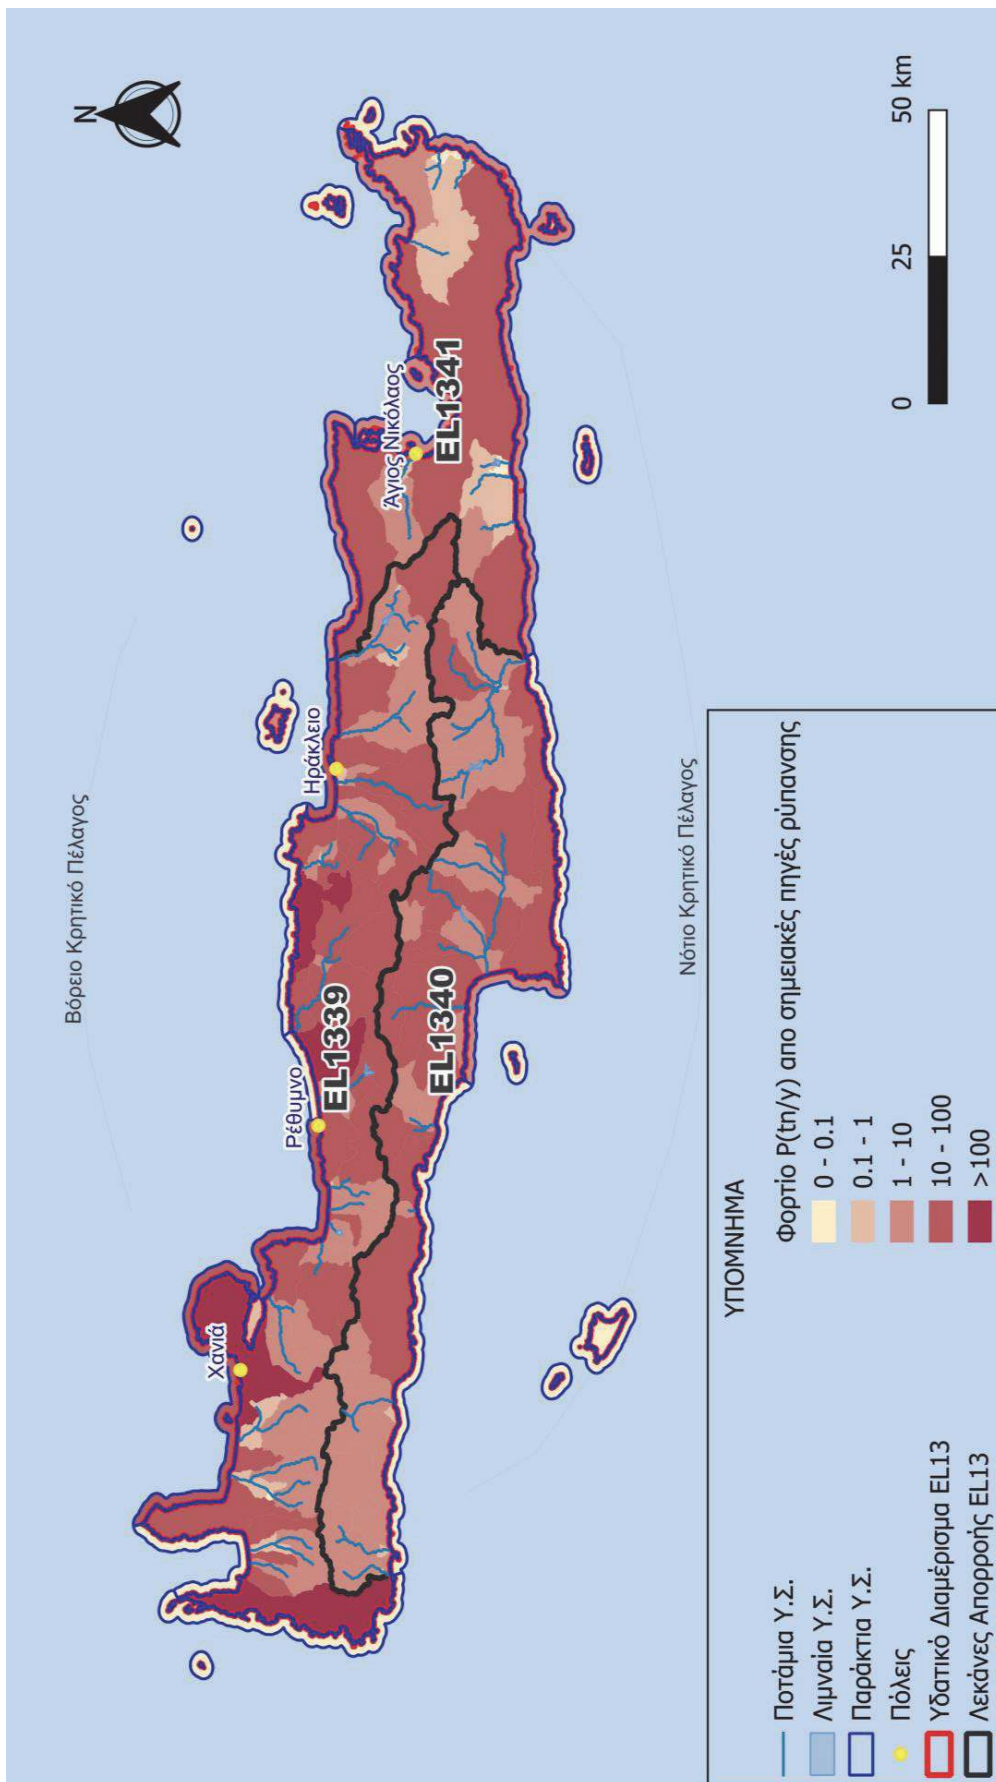 N
Βόρειο Κρητικό Πέλαγος
Χανιά
Ρέθυμνο
Ηράκλειο
Άγιος Νικόλαος
EL1339
EL1340
EL1341
Νότιο Κρητικό Πέλαγος
0 25 50 km
ΥΠΟΜΝΗΜΑ
Ποτάμια Υ.Σ.
Λιμναία Υ.Σ.
Παράκτια Υ.Σ.
Πόλεις
Υδατικό Διαμέρισμα EL13
Λεκάνες Απορροής EL13
Φορτίο P(tn/y) απο σημειακές πηγές ρύπανσης
0 - 0.1
0.1 - 1
1 - 10
10 - 100
>100